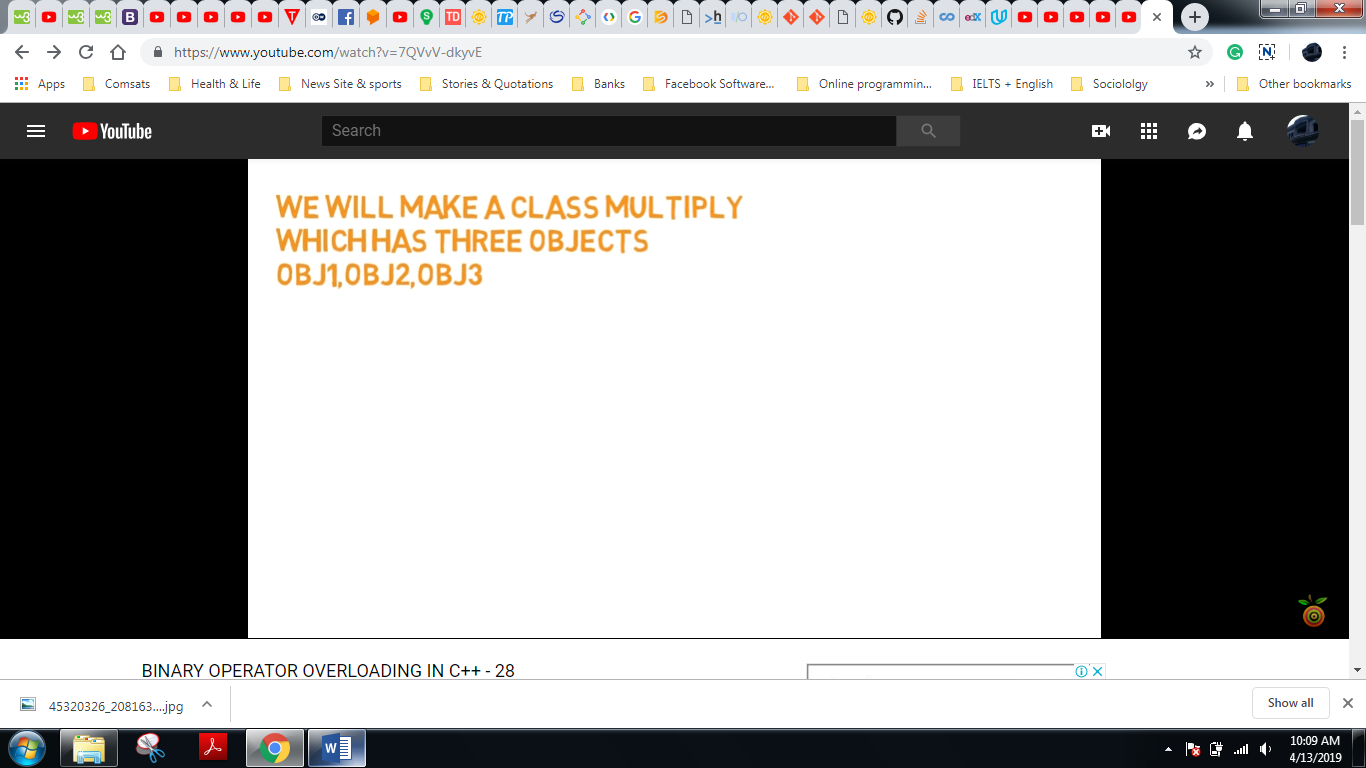 https://www.youtube.com/watch?v=7QVvV-dkyvE
Apps Comsats Health & Life News Site & sports Stories & Quotations Banks Facebook Software... Online programmin... IELTS + English Sociololgy » Other bookmarks
YouTube Search
WE WILL MAKE A CLASS MULTIPLY
WHICH HAS THREE OBJECTS
OBJ1,OBJ2,OBJ3
BINARY OPERATOR OVERLOADING IN C++ - 28
45320326_208163....jpg Show all
10:09 AM
4/13/2019